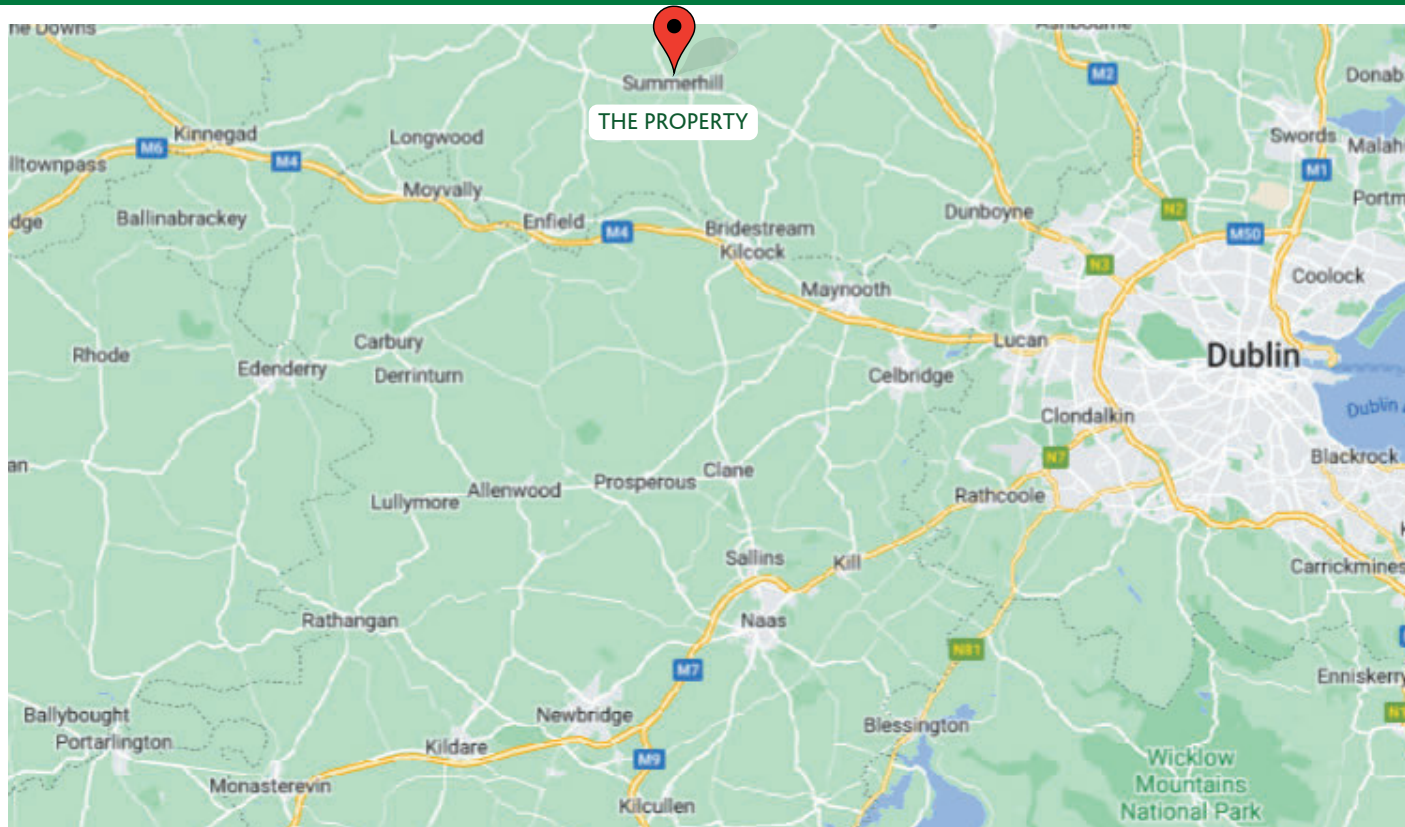 ne Downs
Ashbourne
Summerhill
M2
Donab
THE PROPERTY
Kinnegad
Longwood
Swords
M6
Malahi
M4
lltownpass
M1
Moyvally
Portm
dge
Ballinabrackey
Enfield
Dunboyne
N2
M4
Bridestream
M50
Kilcock
N3
Coolock
Maynooth
Lucan
Rhode
Carbury
Dublin
Edenderry
Derrinturn
Celbridge
Dublin
Clondalkin
an
N7
Blackrock
Prosperous
Clane
Lullymore
Allenwood
Rathcoole
Sallins
Kill
Carrickmines
Rathangan
Naas
N81
M7
Enniskerry
Ballybought
Newbridge
Blessington
N1
Portarlington
Kildare
M9
Wicklow
Mountains
National Park
Monasterevin
Kilcullen